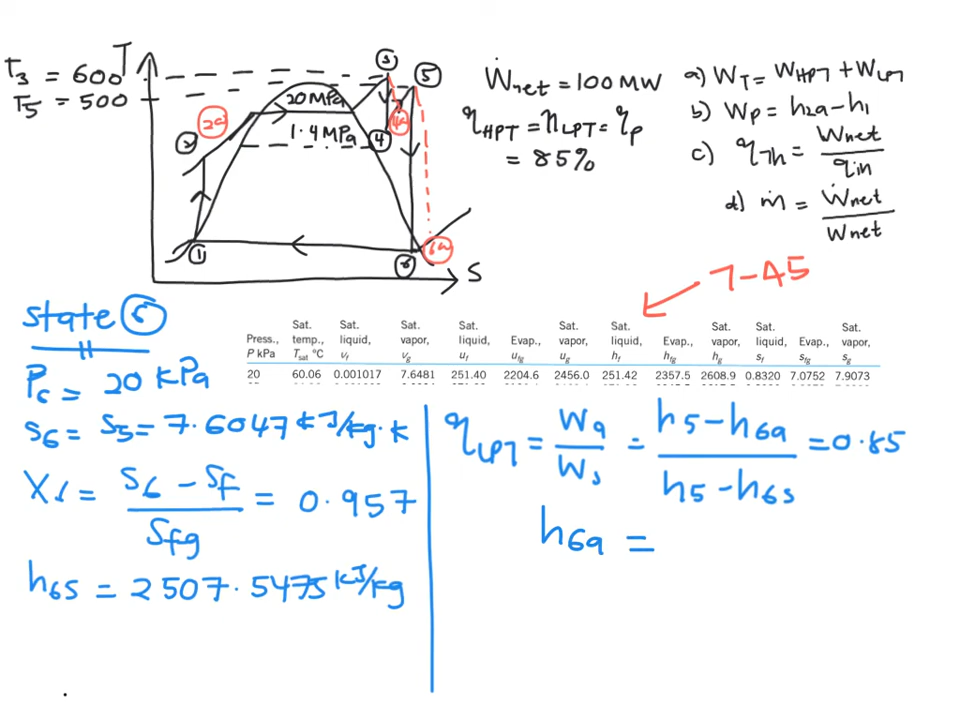 T
T3 = 600
T5 = 500
20 MPa
1.4 MPa
1
2
2a
3
4
4a
5
6
6a
S
Ẇnet = 100 MW
ηHPT = ηLPT = ηp
= 85%
a) WT = WHPT + WLPT
b) Wp = h2a - h1
c) ηTh = Wnet / qin
d) ṁ = Ẇnet / Wnet
7-45
Sat. Sat. Sat. Sat. Sat. Sat. Sat. Sat. Sat.
Press., temp., liquid, vapor, liquid, Evap., vapor, liquid, Evap., vapor, liquid, Evap., vapor,
P kPa Tsat °C vf vg uf ufg ug hf hfg hg sf sfg sg
20 60.06 0.001017 7.6481 251.40 2204.6 2456.0 251.42 2357.5 2608.9 0.8320 7.0752 7.9073
state 6
P6 = 20 kPa
S6 = S5 = 7.6047 kJ/kg·K
X6 = S6 - Sf / Sfg = 0.957
h6s = 2507.5475 kJ/kg
ηLPT = Wa / Ws = h5 - h6a / h5 - h6s = 0.85
h6a =